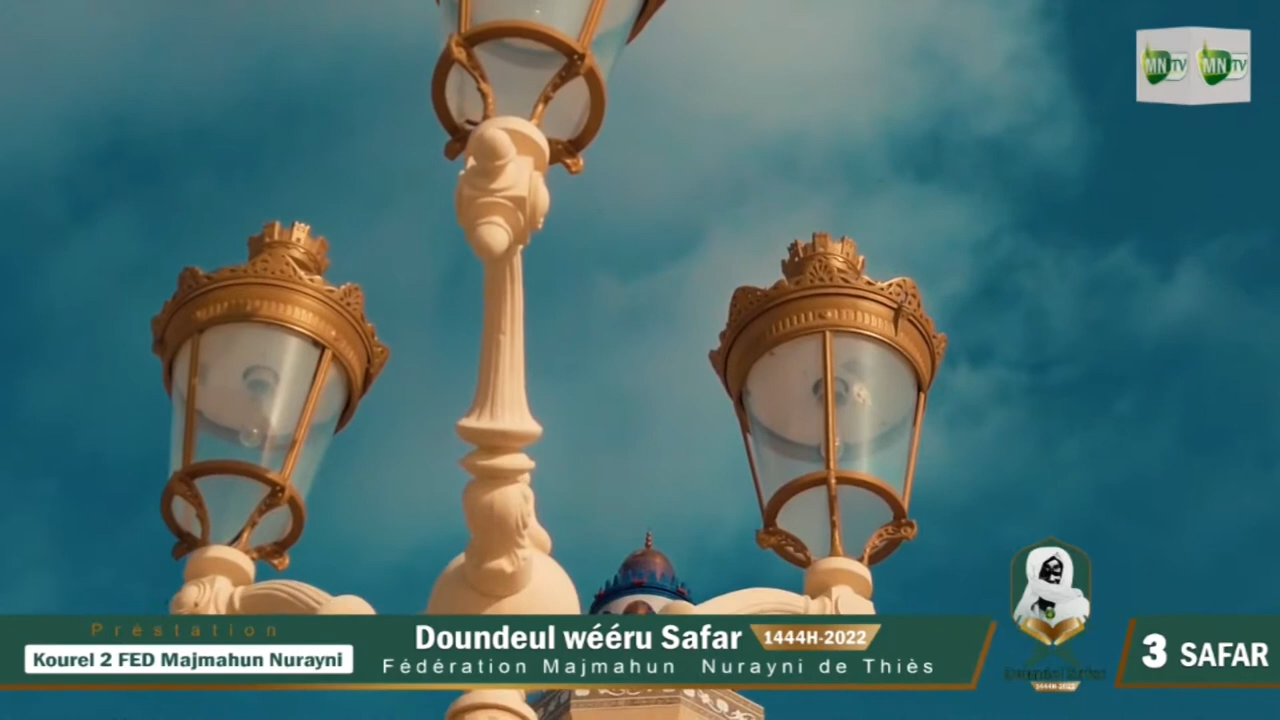 MN TV MN TV
Préstation
Kourel 2 FED Majmahun Nurayni
Doundeul wééru Safar 1444H-2022
Fédération Majmahun Nurayni de Thiès
1444H-2022
3 SAFAR